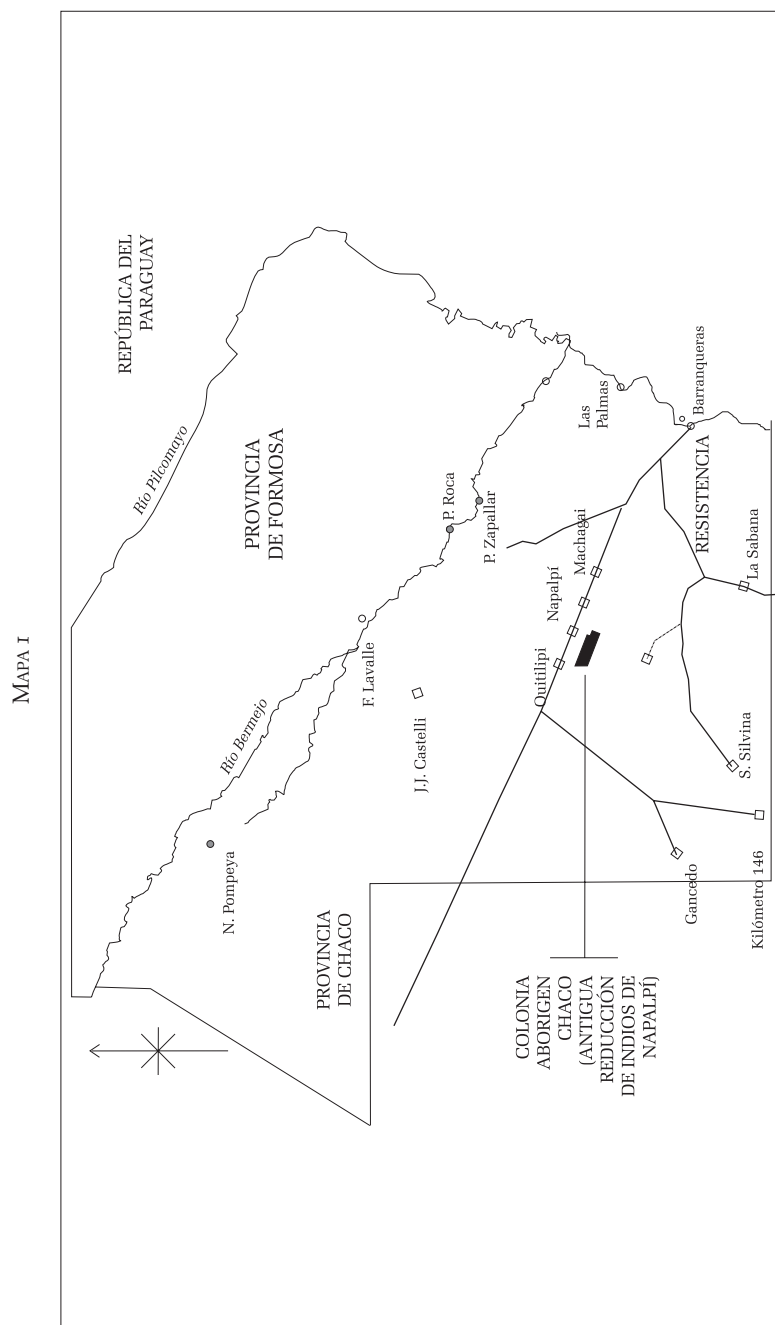 MAPA I
REPÚBLICA DEL
PARAGUAY
Río Pilcomayo
PROVINCIA
DE FORMOSA
Río Bermejo
N. Pompeya
F. Lavalle
P. Roca
P. Zapallar
J.J. Castelli
PROVINCIA
DE CHACO
Las
Palmas
Barranqueras
RESISTENCIA
Machagai
Napalpí
Quitilipi
La Sabana
S. Silvina
Gancedo
Kilómetro 146
COLONIA
ABORIGEN
CHACO
(ANTIGUA
REDUCCIÓN
DE INDIOS DE
NAPALPÍ)